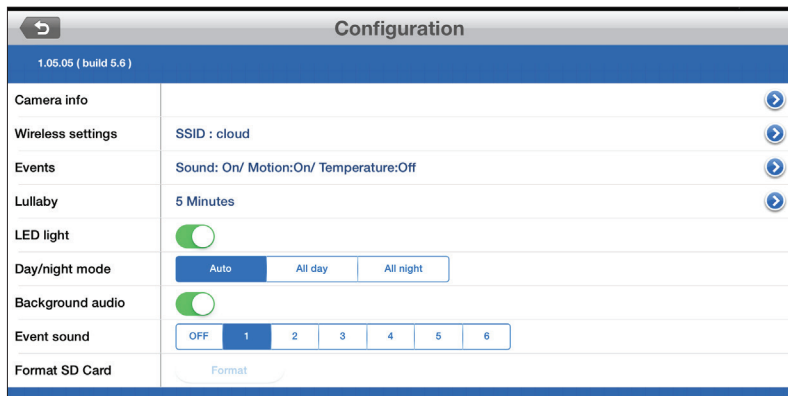 Configuration
1.05.05 ( build 5.6 )
Camera info
Wireless settings SSID : cloud
Events Sound: On/ Motion:On/ Temperature:Off
Lullaby 5 Minutes
LED light
Day/night mode Auto All day All night
Background audio
Event sound OFF 1 2 3 4 5 6
Format SD Card Format